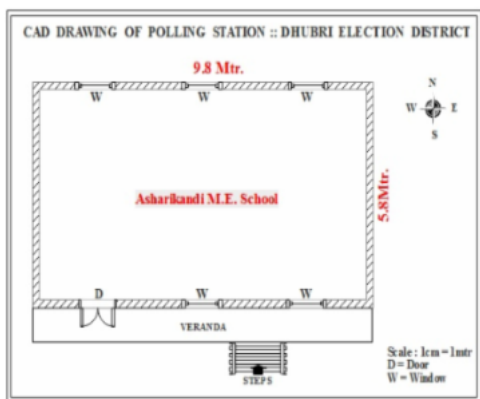 CAD DRAWING OF POLLING STATION :: DHUBRI ELECTION DISTRICT
9.8 Mtr.
W W W
N
W E
S
Asharikandi M.E. School
5.8Mtr.
D W W
VERANDA
STEPS
Scale : 1cm = 1mtr
D = Door
W = Window